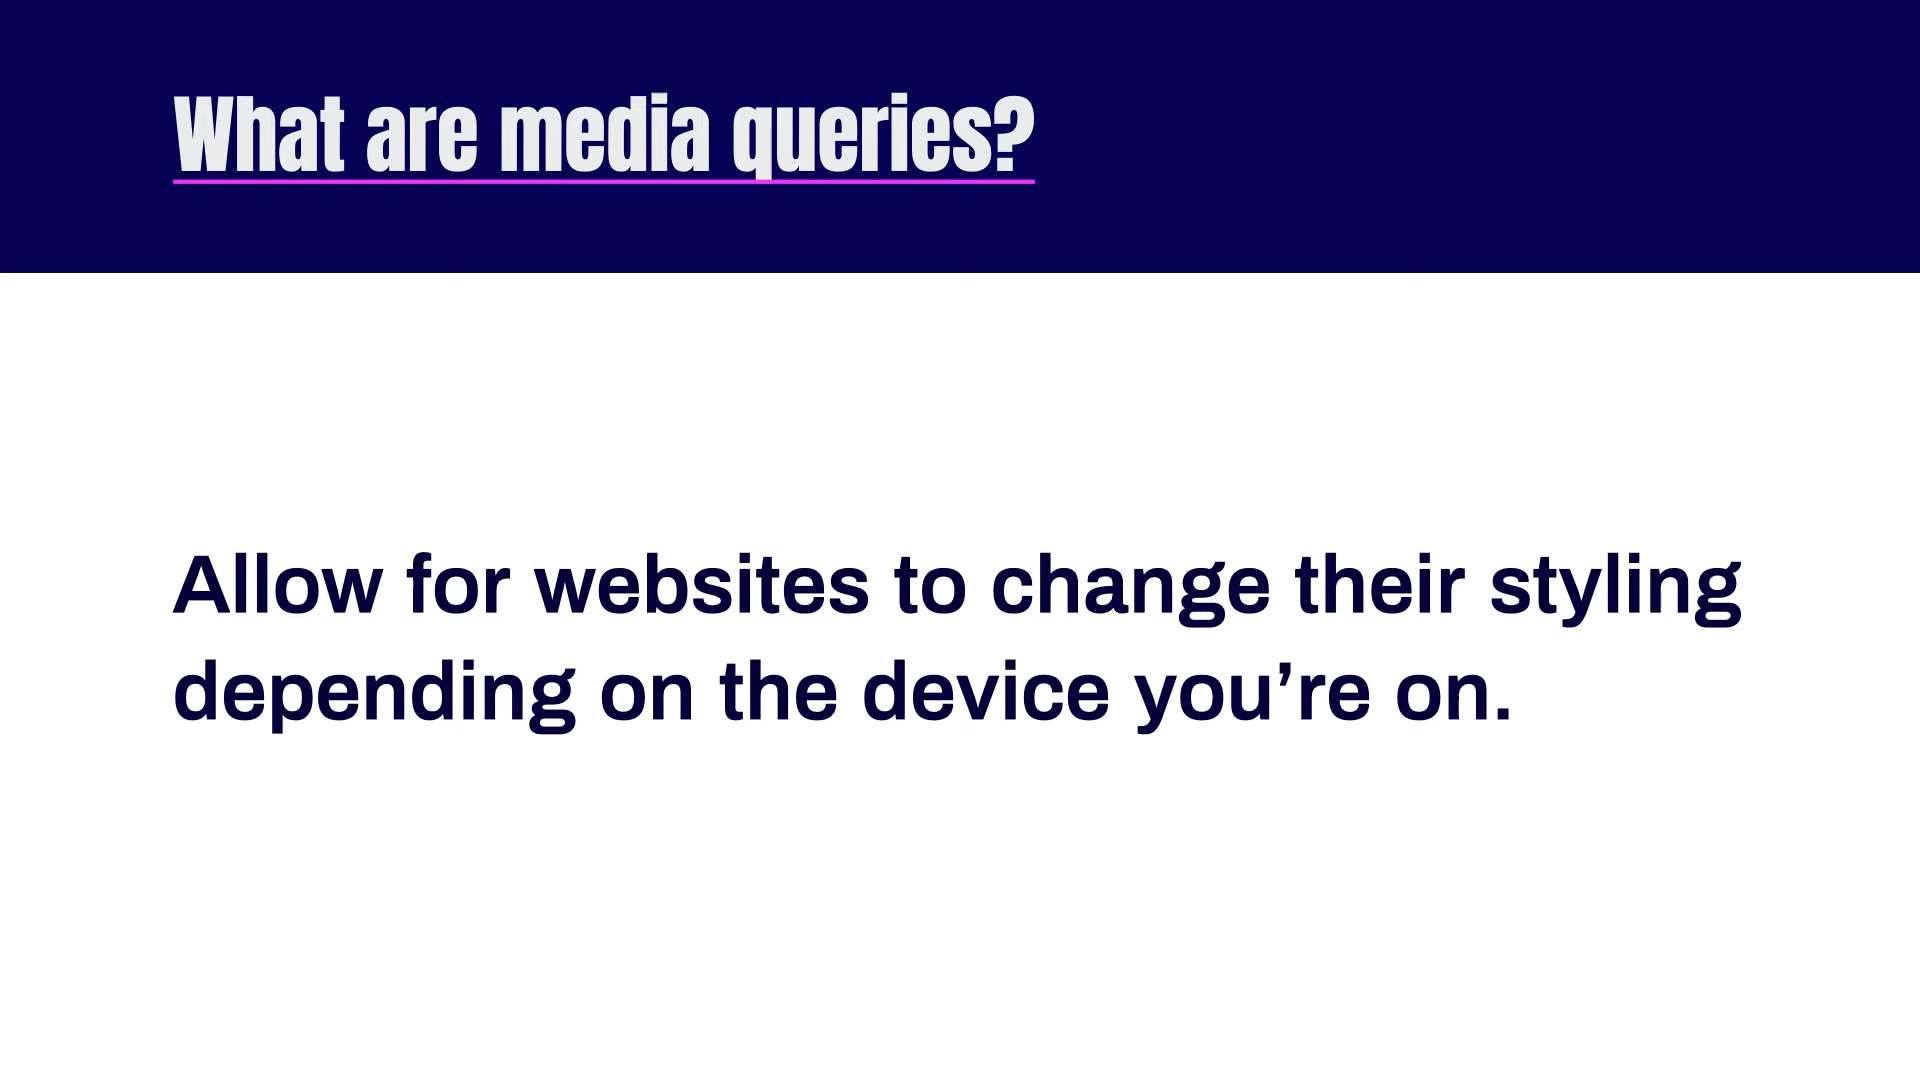 What are media queries?
Allow for websites to change their styling
depending on the device you’re on.